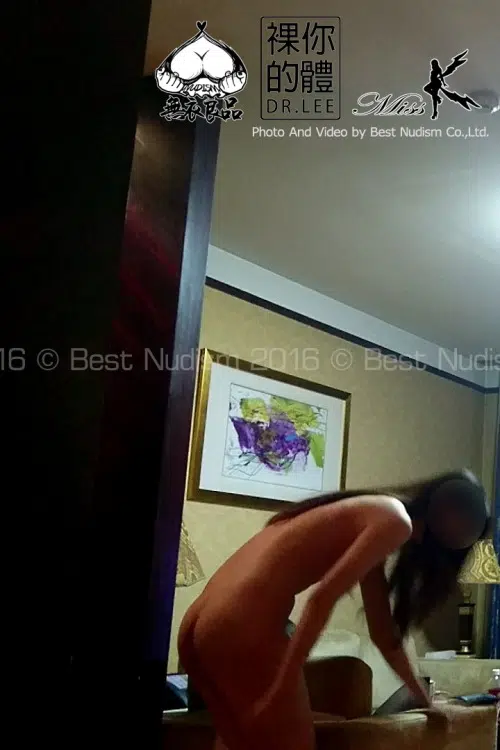 NUDISM
無衣良品
裸你
的體
DR.LEE
Miss K
Photo And Video by Best Nudism Co.,Ltd.
16 © Best Nudism 2016 © Best Nudis